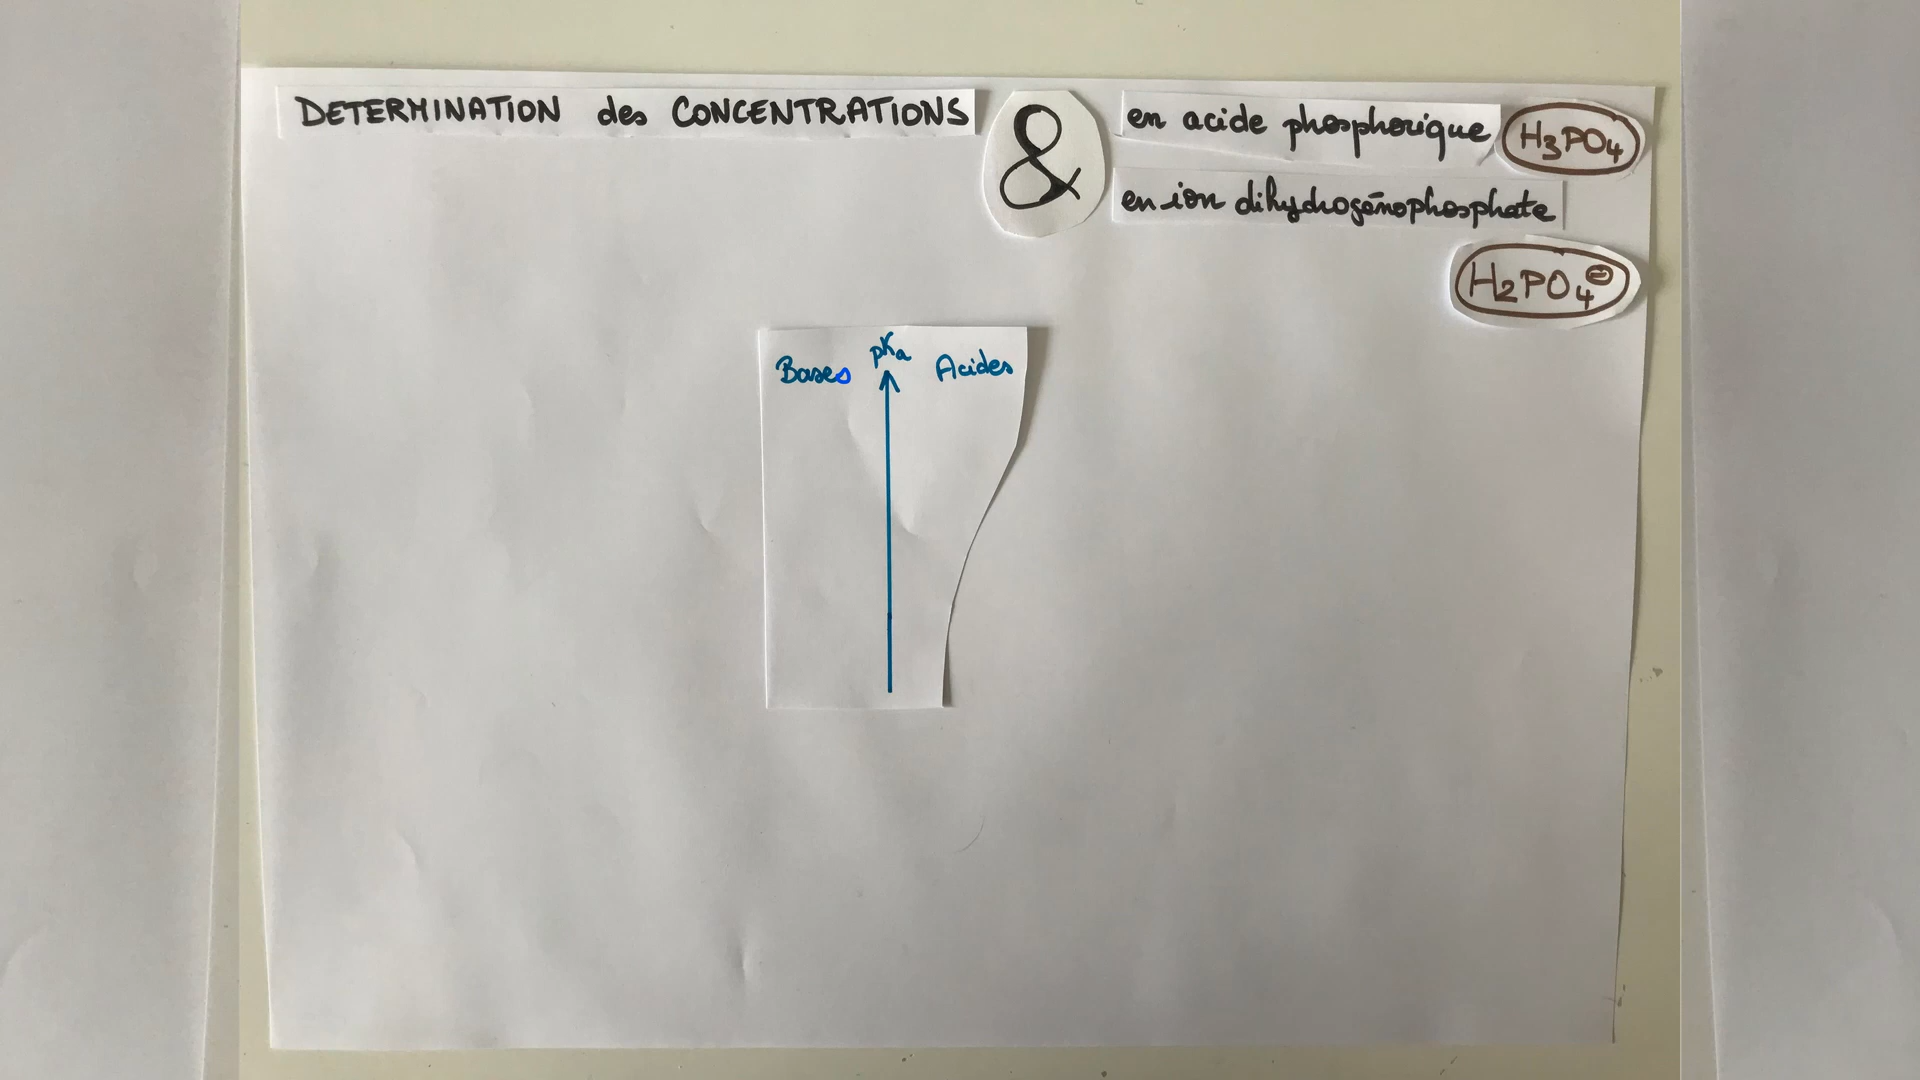 DETERMINATION des CONCENTRATIONS
&
en acide phosphorique H3PO4
en ion dihydrogénophosphate
H2PO4⊖
Bases pKa Acides